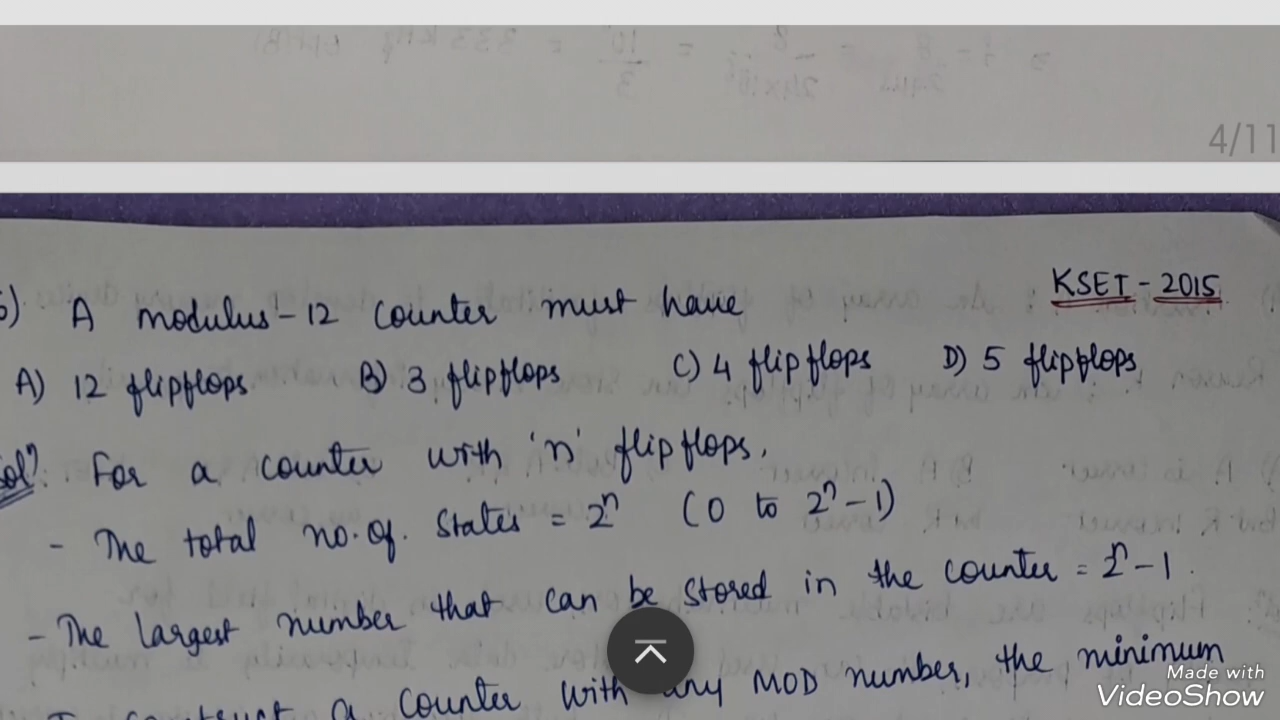 4/11
KSET - 2015
A modulus-12 counter must have
A) 12 flipflops B) 3 flipflops C) 4 flipflops D) 5 flipflops
For a counter with 'n' flipflops,
- The total no. of. states = 2ⁿ (0 to 2ⁿ-1)
- The largest number that can be stored in the counter = 2ⁿ-1.
construct a counter with any MOD number, the minimum
Made with
VideoShow